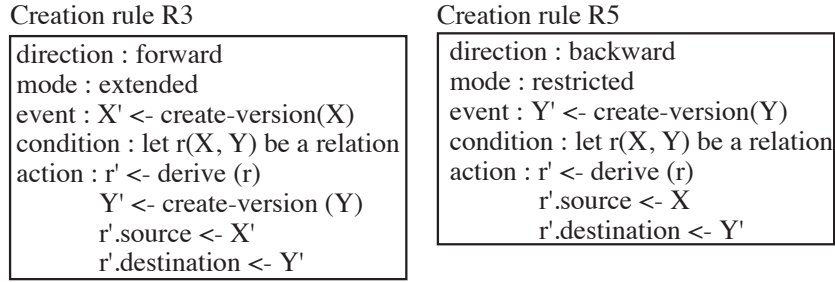 Creation rule R3
direction : forward
mode : extended
event : X' <- create-version(X)
condition : let r(X, Y) be a relation
action : r' <- derive (r)
Y' <- create-version (Y)
r'.source <- X'
r'.destination <- Y'
Creation rule R5
direction : backward
mode : restricted
event : Y' <- create-version(Y)
condition : let r(X, Y) be a relation
action : r' <- derive (r)
r'.source <- X
r'.destination <- Y'